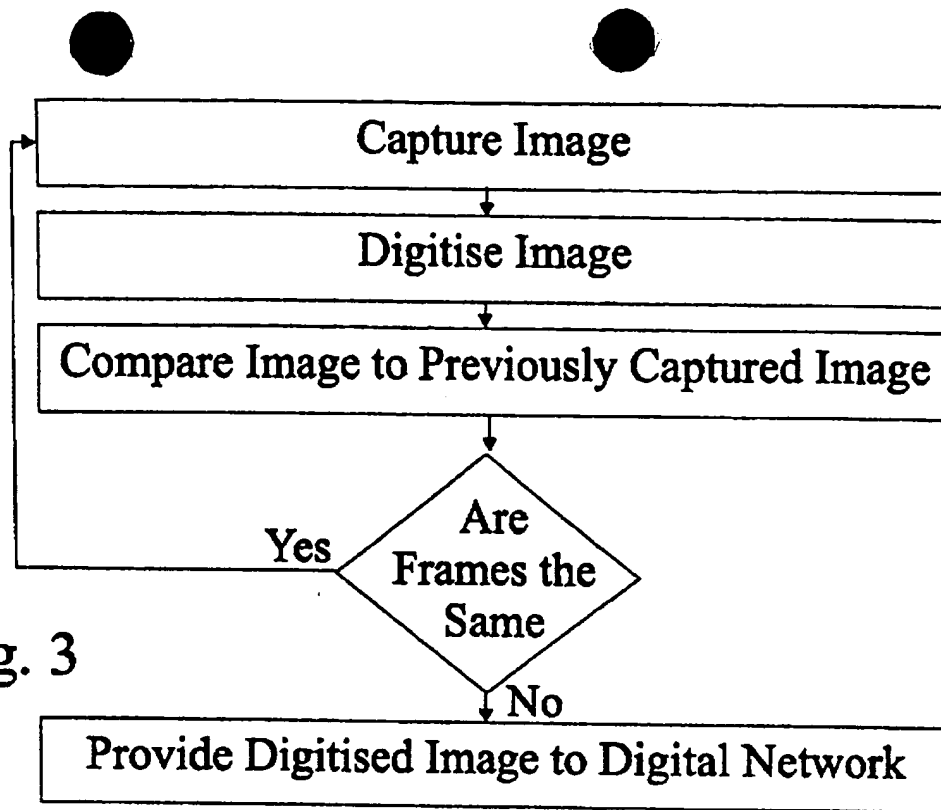 Capture Image
Digitise Image
Compare Image to Previously Captured Image
Are
Frames the
Same
Yes
No
g. 3
Provide Digitised Image to Digital Network